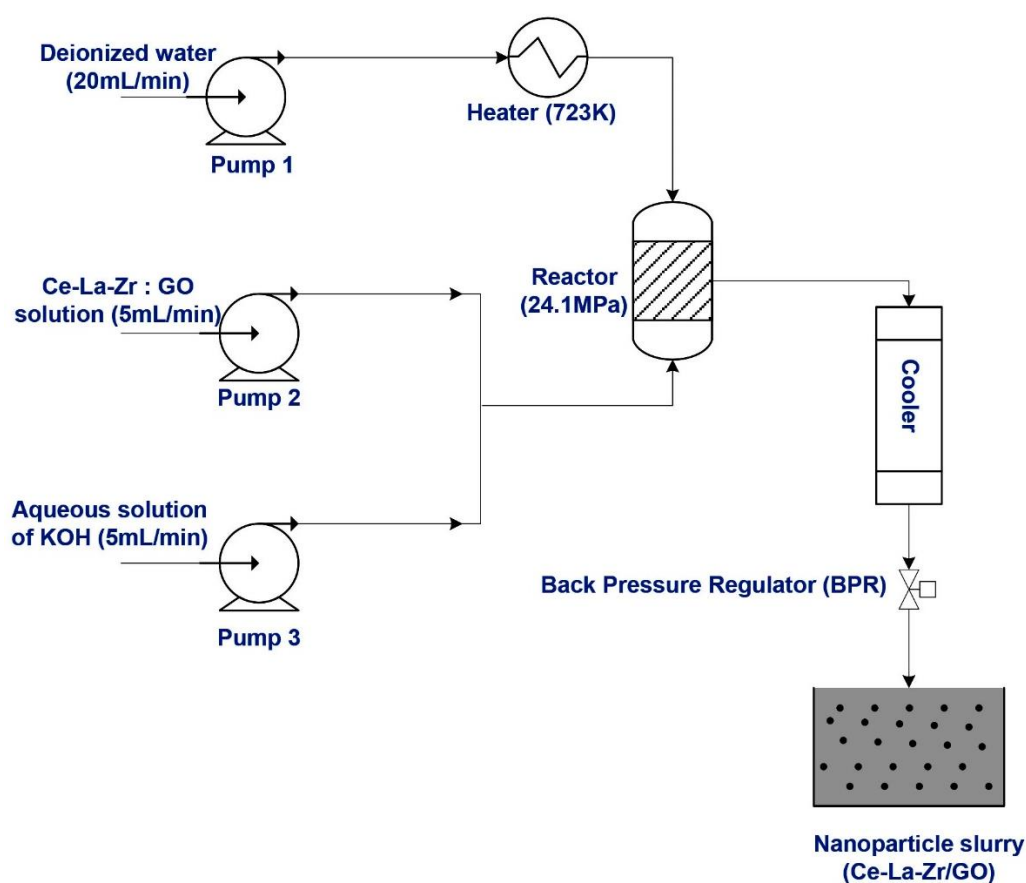 Deionized water
(20mL/min)
Pump 1
Heater (723K)
Ce-La-Zr : GO
solution (5mL/min)
Pump 2
Reactor
(24.1MPa)
Cooler
Aqueous solution
of KOH (5mL/min)
Pump 3
Back Pressure Regulator (BPR)
Nanoparticle slurry
(Ce-La-Zr/GO)